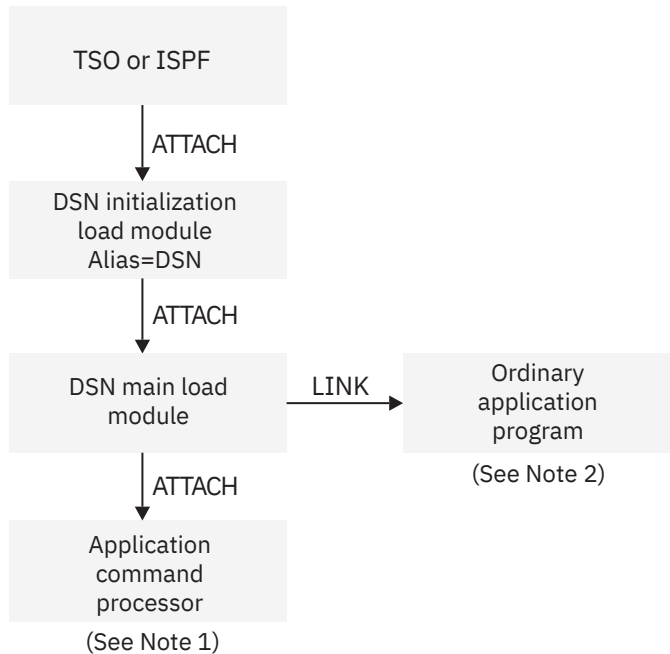 TSO or ISPF
ATTACH
DSN initialization
load module
Alias=DSN
ATTACH
DSN main load
module
LINK
Ordinary
application
program
(See Note 2)
ATTACH
Application
command
processor
(See Note 1)